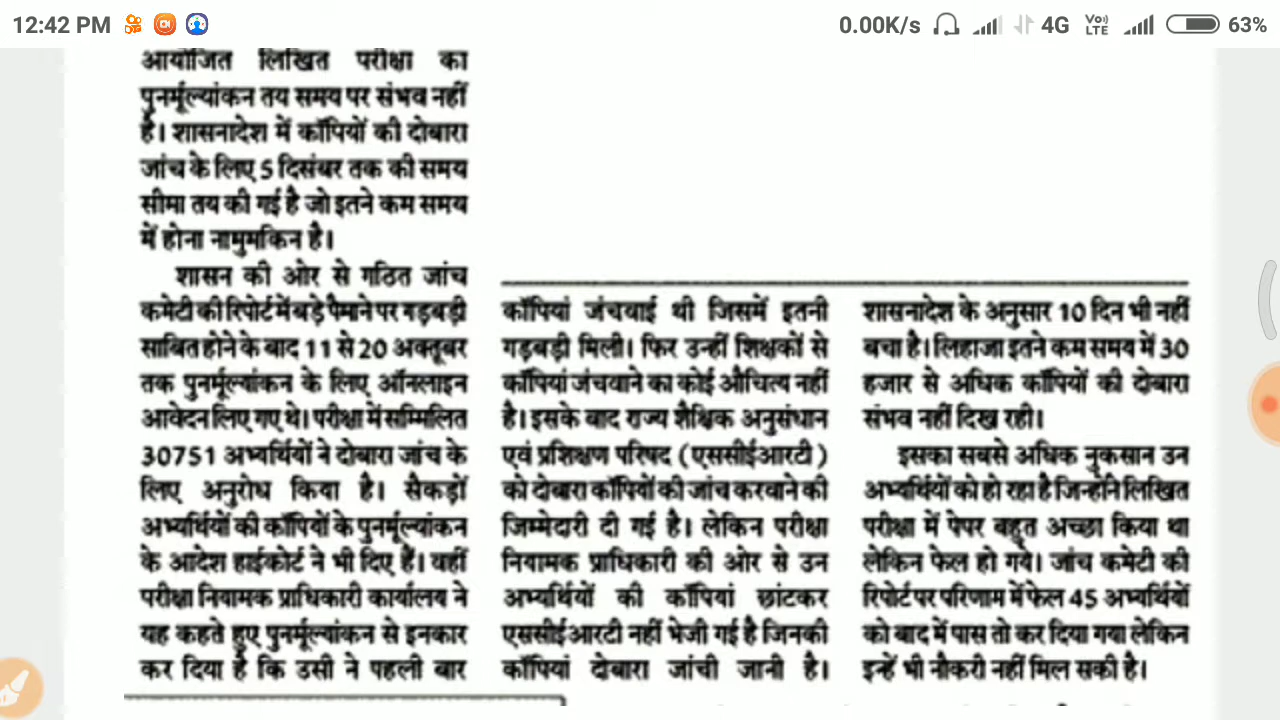 12:42 PM
0.00K/s 4G VoLTE 63%
आयोजित लिखित परीक्षा का
पुनर्मूल्यांकन तय समय पर संभव नहीं
है। शासनादेश में कॉपियों की दोबारा
जांच के लिए 5 दिसंबर तक की समय
सीमा तय की गई है जो इतने कम समय
में होना नामुमकिन है।
शासन की ओर से गठित जांच
कमेटी की रिपोर्ट में बड़े पैमाने पर गड़बड़ी
साबित होने के बाद 11 से 20 अक्तूबर
तक पुनर्मूल्यांकन के लिए ऑनलाइन
आवेदन लिए गए थे। परीक्षा में सम्मिलित
30751 अभ्यर्थियों ने दोबारा जांच के
लिए अनुरोध किया है। सैकड़ों
अभ्यर्थियों की कॉपियों के पुनर्मूल्यांकन
के आदेश हाईकोर्ट ने भी दिए हैं। वहीं
परीक्षा नियामक प्राधिकारी कार्यालय ने
यह कहते हुए पुनर्मूल्यांकन से इनकार
कर दिया है कि उसी ने पहली बार
कॉपियां जंचवाई थी जिसमें इतनी
गड़बड़ी मिली। फिर उन्हीं शिक्षकों से
कॉपियां जंचवाने का कोई औचित्य नहीं
है। इसके बाद राज्य शैक्षिक अनुसंधान
एवं प्रशिक्षण परिषद (एससीईआरटी)
को दोबारा कॉपियों की जांच करवाने की
जिम्मेदारी दी गई है। लेकिन परीक्षा
नियामक प्राधिकारी की ओर से उन
अभ्यर्थियों की कॉपियां छांटकर
एससीईआरटी नहीं भेजी गई है जिनकी
कॉपियां दोबारा जांची जानी है।
शासनादेश के अनुसार 10 दिन भी नहीं
बचा है। लिहाजा इतने कम समय में 30
हजार से अधिक कॉपियों की दोबारा
संभव नहीं दिख रही।
इसका सबसे अधिक नुकसान उन
अभ्यर्थियों को हो रहा है जिन्होंने लिखित
परीक्षा में पेपर बहुत अच्छा किया था
लेकिन फेल हो गये। जांच कमेटी की
रिपोर्ट पर परिणाम में फेल 45 अभ्यर्थियों
को बाद में पास तो कर दिया गया लेकिन
इन्हें भी नौकरी नहीं मिल सकी है।